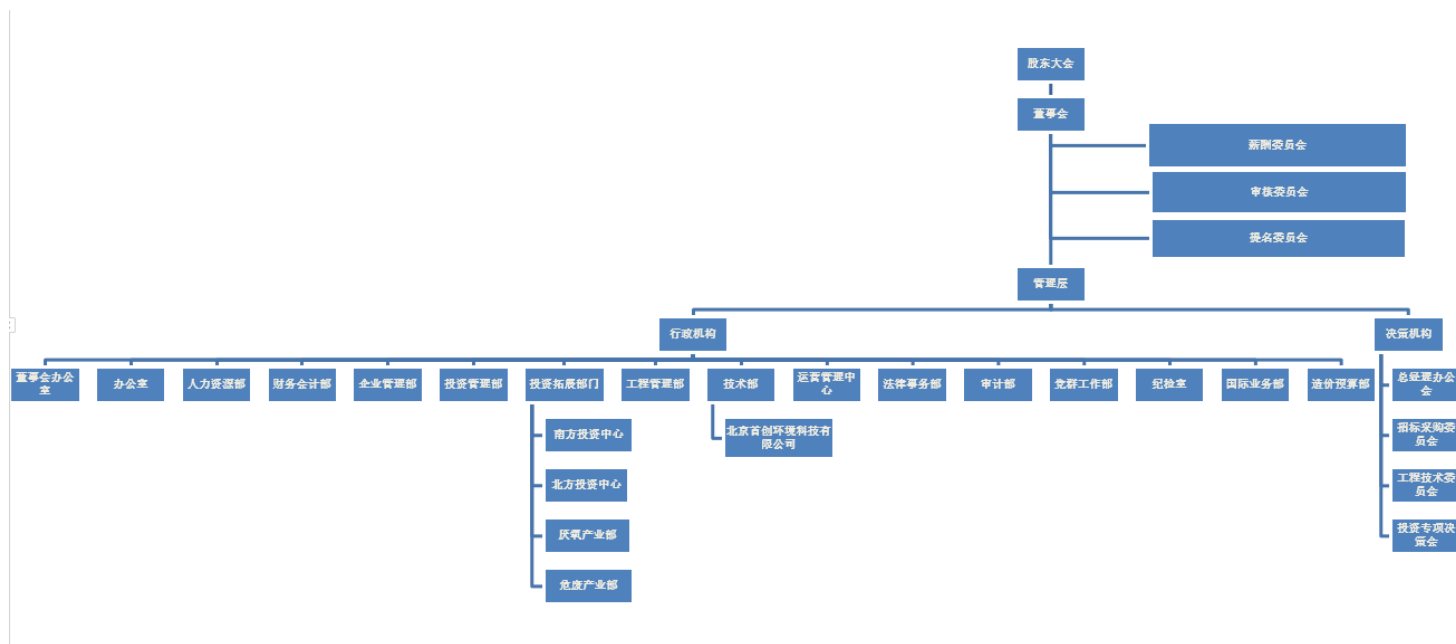 股东大会
董事会
薪酬委员会
审核委员会
提名委员会
管理层
行政机构
决策机构
董事会办公
室
办公室
人力资源部
财务会计部
企业管理部
投资管理部
投资拓展部门
工程管理部
技术部
运营管理中
心
法律事务部
审计部
党群工作部
纪检室
国际业务部
造价预算部
总经理办公
会
南方投资中心
北京首创环境科技有
限公司
招标采购委
员会
北方投资中心
工程技术委
员会
厌氧产业部
投资专项决
策会
危废产业部